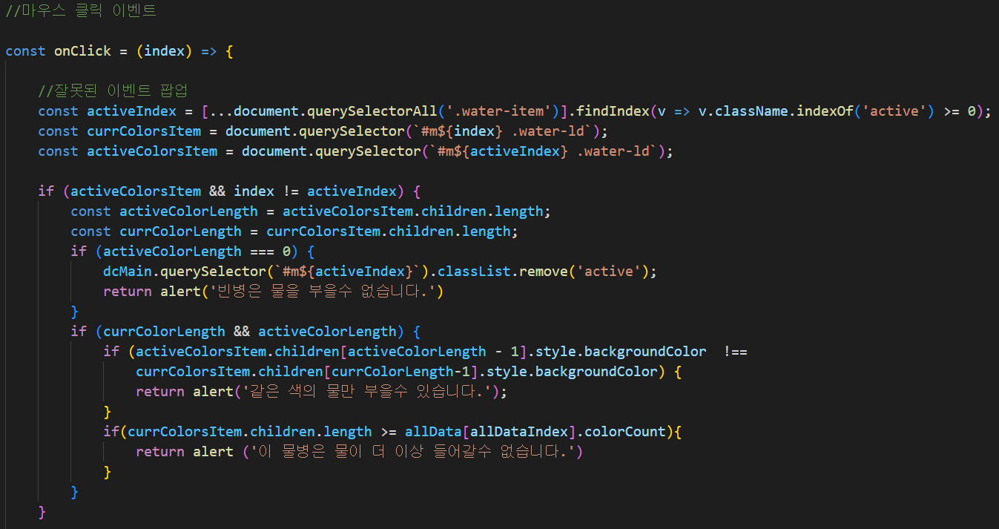 //마우스 클릭 이벤트
const onClick = (index) => {
//잘못된 이벤트 팝업
const activeIndex = [...document.querySelectorAll('.water-item')].findIndex(v => v.className.indexOf('active') >= 0);
const currColorsItem = document.querySelector(`#m${index} .water-ld`);
const activeColorsItem = document.querySelector(`#m${activeIndex} .water-ld`);
if (activeColorsItem && index != activeIndex) {
const activeColorLength = activeColorsItem.children.length;
const currColorLength = currColorsItem.children.length;
if (activeColorLength === 0) {
dcMain.querySelector(`#m${activeIndex}`).classList.remove('active');
return alert('빈병은 물을 부을수 없습니다.')
}
if (currColorLength && activeColorLength) {
if (activeColorsItem.children[activeColorLength - 1].style.backgroundColor  !==
currColorsItem.children[currColorLength-1].style.backgroundColor) {
return alert('같은 색의 물만 부을수 있습니다.');
}
if(currColorsItem.children.length >= allData[allDataIndex].colorCount){
return alert ('이 물병은 물이 더 이상 들어갈수 없습니다.')
}
}
}